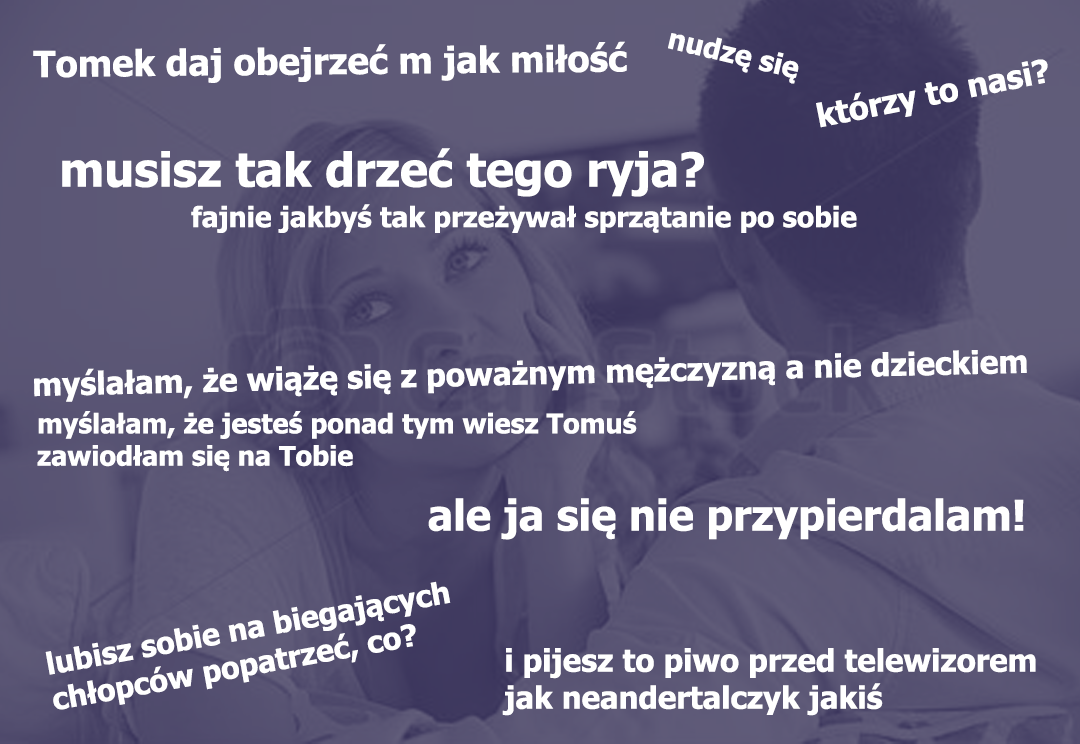 Tomek daj obejrzeć m jak miłość
nudzę się
którzy to nasi?
musisz tak drzeć tego ryja?
fajnie jakbyś tak przeżywał sprzątanie po sobie
CanStock
myślałam, że wiążę się z poważnym mężczyzną a nie dzieckiem
myślałam, że jesteś ponad tym wiesz Tomuś
zawiodłam się na Tobie
ale ja się nie przypierdalam!
lubisz sobie na biegających
chłopców popatrzeć, co?
i pijesz to piwo przed telewizorem
jak neandertalczyk jakiś